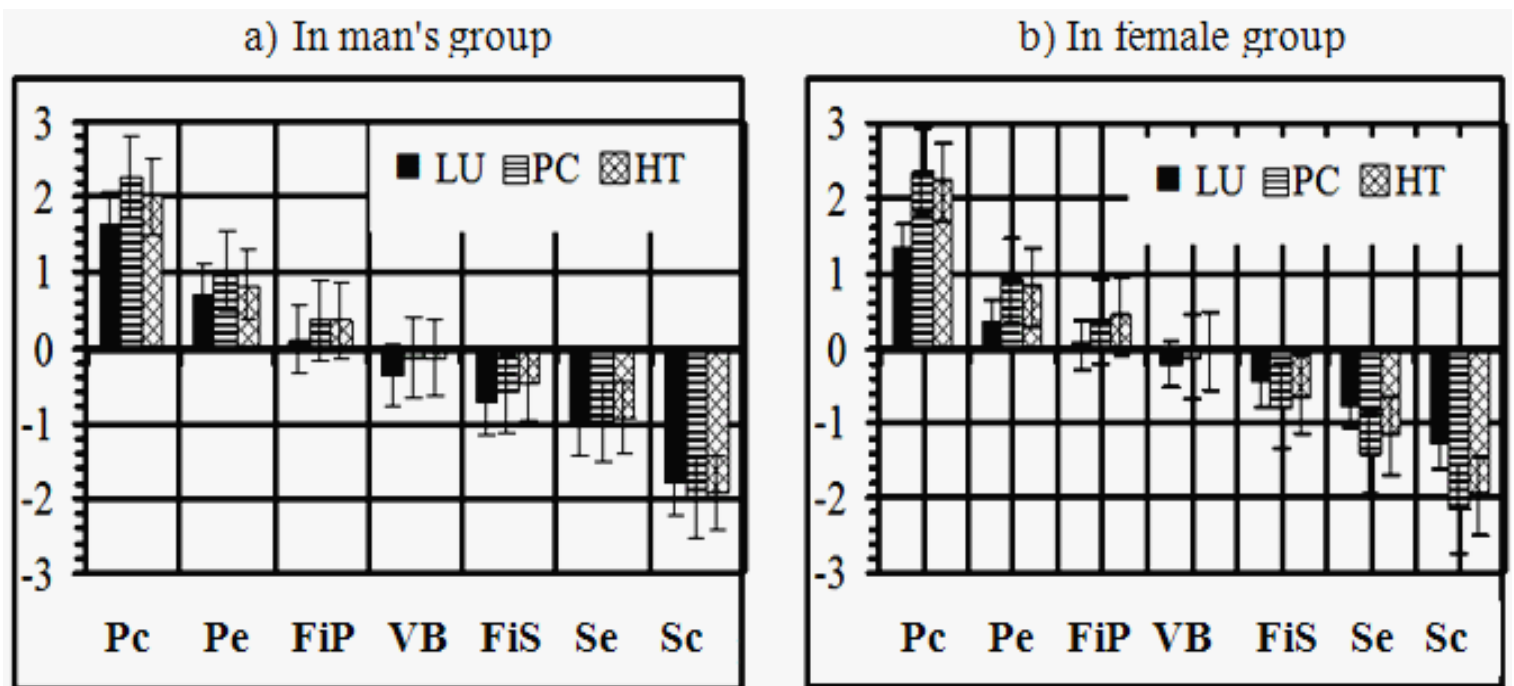 a) In man's group
b) In female group
3
2
1
0
-1
-2
-3
LU PC HT
Pc Pe FiP VB FiS Se Sc
3
2
1
0
-1
-2
-3
LU PC HT
Pc Pe FiP VB FiS Se Sc